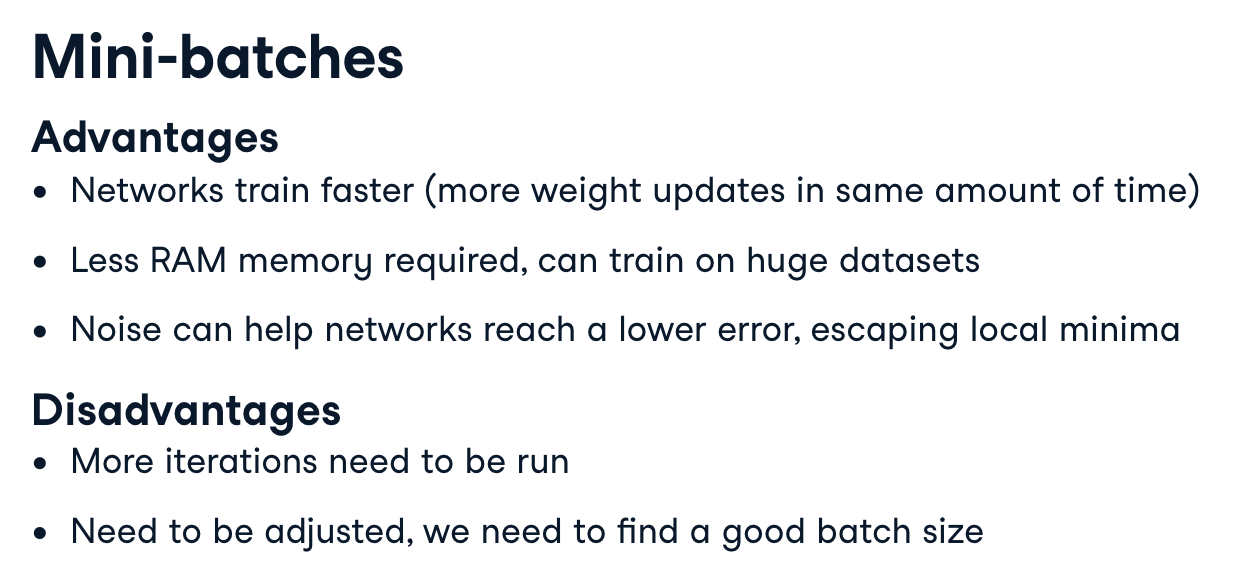 Mini-batches
Advantages
• Networks train faster (more weight updates in same amount of time)
• Less RAM memory required, can train on huge datasets
• Noise can help networks reach a lower error, escaping local minima
Disadvantages
• More iterations need to be run
• Need to be adjusted, we need to find a good batch size